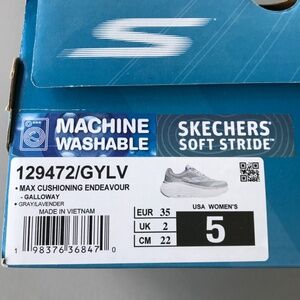 MACHINE
WASHABLE
SKECHERS
SOFT STRIDE™
129472/GYLV
• MAX CUSHIONING ENDEAVOUR
- GALLOWAY
• GRAY/LAVENDER
MADE IN VIETNAM
EUR 35
UK 2
CM 22
USA WOMEN'S
5
1 98376 36847 0